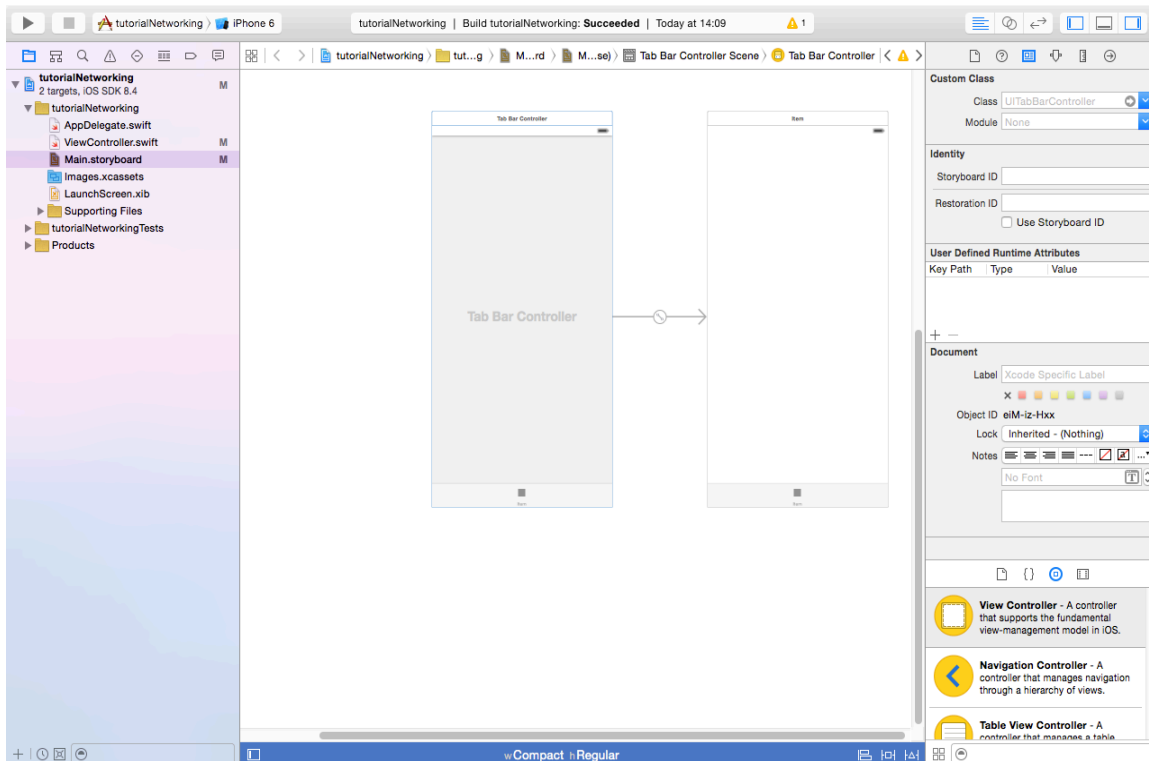 tutorialNetworking iPhone 6
tutorialNetworking | Build tutorialNetworking: Succeeded | Today at 14:09
1
tutorialNetworking
2 targets, iOS SDK 8.4
M
tutorialNetworking
AppDelegate.swift
ViewController.swift M
Main.storyboard M
Images.xcassets
LaunchScreen.xib
Supporting Files
tutorialNetworkingTests
Products
tutorialNetworking tut...g M...rd M...se) Tab Bar Controller Scene Tab Bar Controller
Tab Bar Controller
Tab Bar Controller
Item
Item
Item
wCompact hRegular
Custom Class
Class UITabBarController
Module None
Identity
Storyboard ID
Restoration ID
Use Storyboard ID
User Defined Runtime Attributes
Key Path Type Value
Document
Label Xcode Specific Label
Object ID eiM-iz-Hxx
Lock Inherited - (Nothing)
Notes
No Font
View Controller - A controller
that supports the fundamental
view-management model in iOS.
Navigation Controller - A
controller that manages navigation
through a hierarchy of views.
Table View Controller - A
controller that manages a table